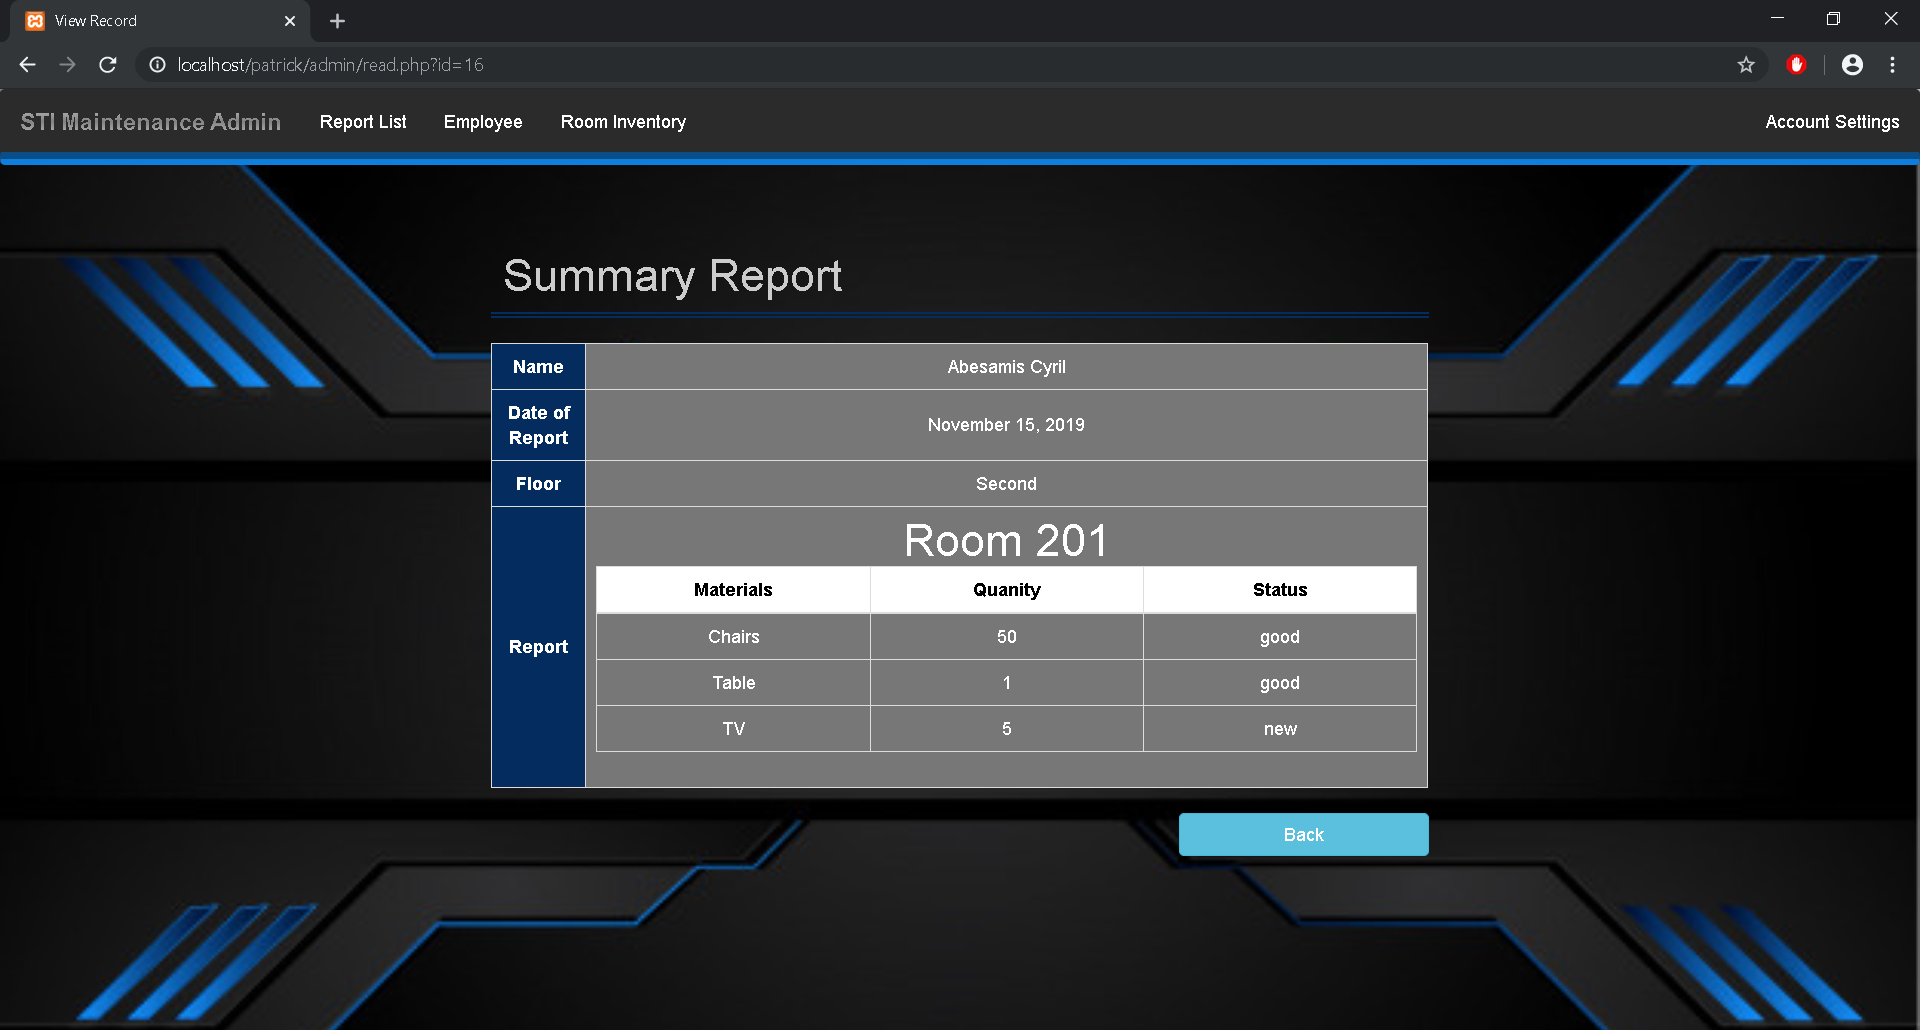 View Record
localhost/patrick/admin/read.php?id=16
STI Maintenance Admin Report List Employee Room Inventory Account Settings
Summary Report
Name Abesamis Cyril
Date of
Report
November 15, 2019
Floor Second
Report
Room 201
Materials Quanity Status
Chairs 50 good
Table 1 good
TV 5 new
Back